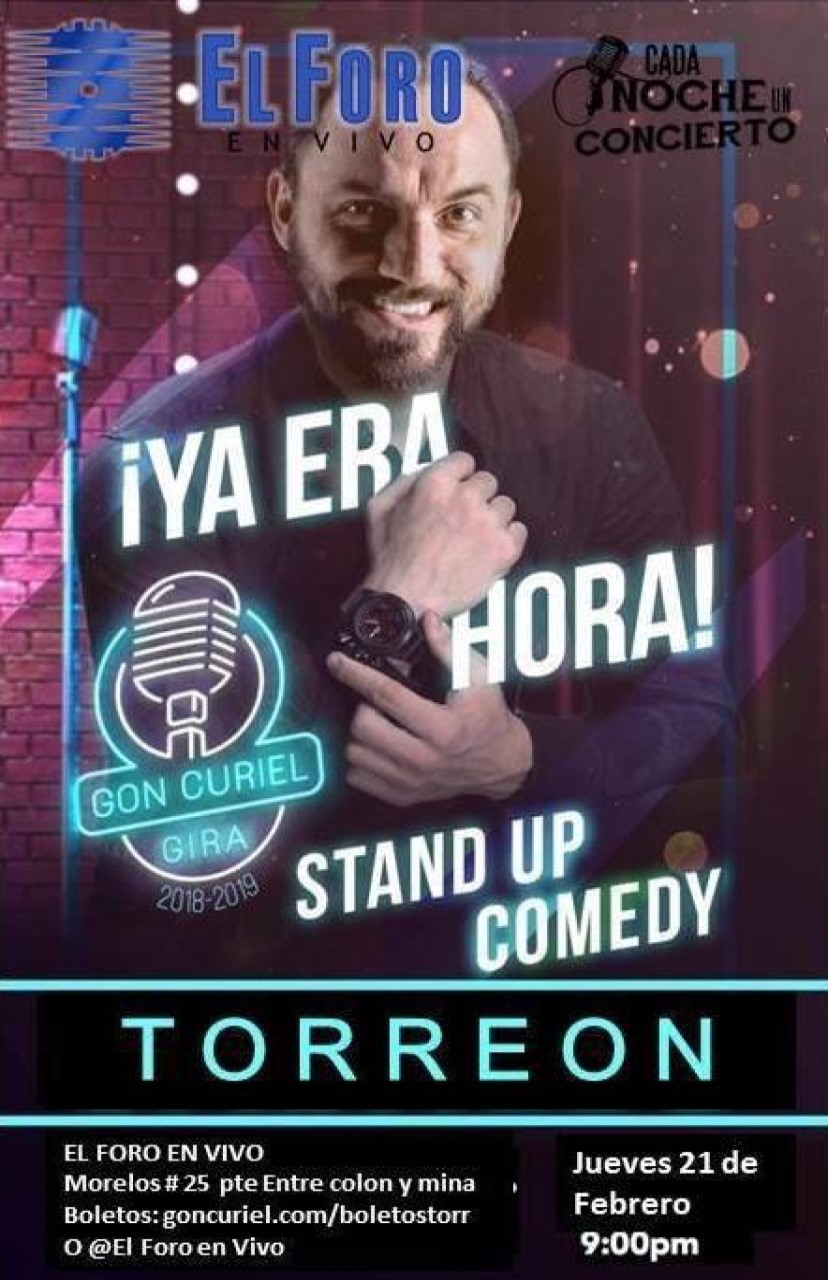 EL FORO
EN VIVO
CADA
NOCHE UN
CONCIERTO
¡YA ERA
HORA!
GON CURIEL
GIRA
2018-2019
STAND UP
COMEDY
TORREON
EL FORO EN VIVO
Morelos # 25 pte Entre colon y mina
Boletos: goncuriel.com/boletostorr
O @El Foro en Vivo
Jueves 21 de
Febrero
9:00pm